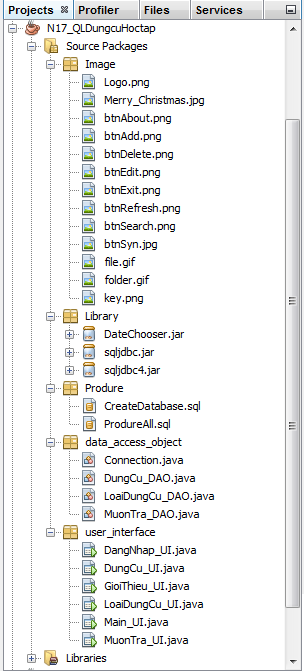 Projects Profiler Files Services
N17_QLDungcuHoctap
Source Packages
Image
Logo.png
Merry_Christmas.jpg
btnAbout.png
btnAdd.png
btnDelete.png
btnEdit.png
btnExit.png
btnRefresh.png
btnSearch.png
btnSyn.jpg
file.gif
folder.gif
key.png
Library
DateChooser.jar
sqljdbc.jar
sqljdbc4.jar
Produre
CreateDatabase.sql
ProdureAll.sql
data_access_object
Connection.java
DungCu_DAO.java
LoaiDungCu_DAO.java
MuonTra_DAO.java
user_interface
DangNhap_UI.java
DungCu_UI.java
GioiThieu_UI.java
LoaiDungCu_UI.java
Main_UI.java
MuonTra_UI.java
Libraries